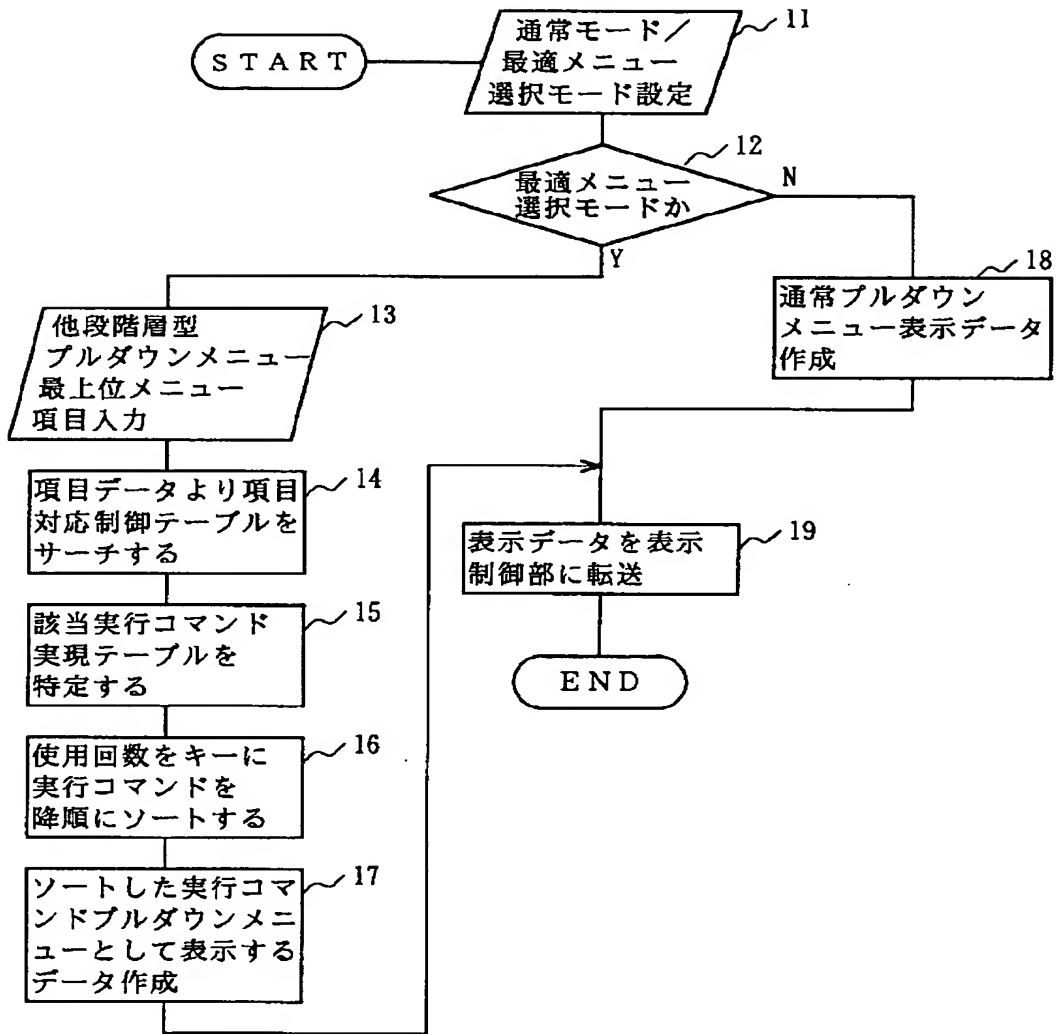 START
通常モード/
最適メニュー
選択モード設定
11
最適メニュー
選択モードか
12
N
Y
他段階層型
プルダウンメニュー
最上位メニュー
項目入力
13
項目データより項目
対応制御テーブルを
サーチする
14
該当実行コマンド
実現テーブルを
特定する
15
使用回数をキーに
実行コマンドを
降順にソートする
16
ソートした実行コマ
ンドプルダウンメニ
ューとして表示する
データ作成
17
通常プルダウン
メニュー表示データ
作成
18
表示データを表示
制御部に転送
19
END